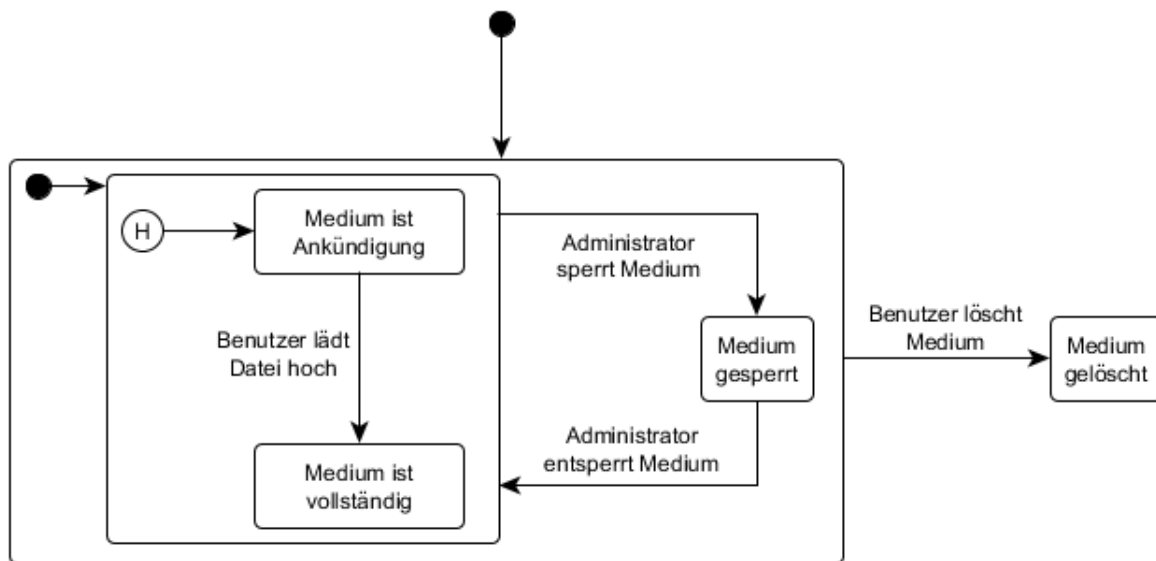 H
Medium ist
Ankündigung
Benutzer lädt
Datei hoch
Medium ist
vollständig
Administrator
sperrt Medium
Medium
gesperrt
Administrator
entsperrt Medium
Benutzer löscht
Medium
Medium
gelöscht